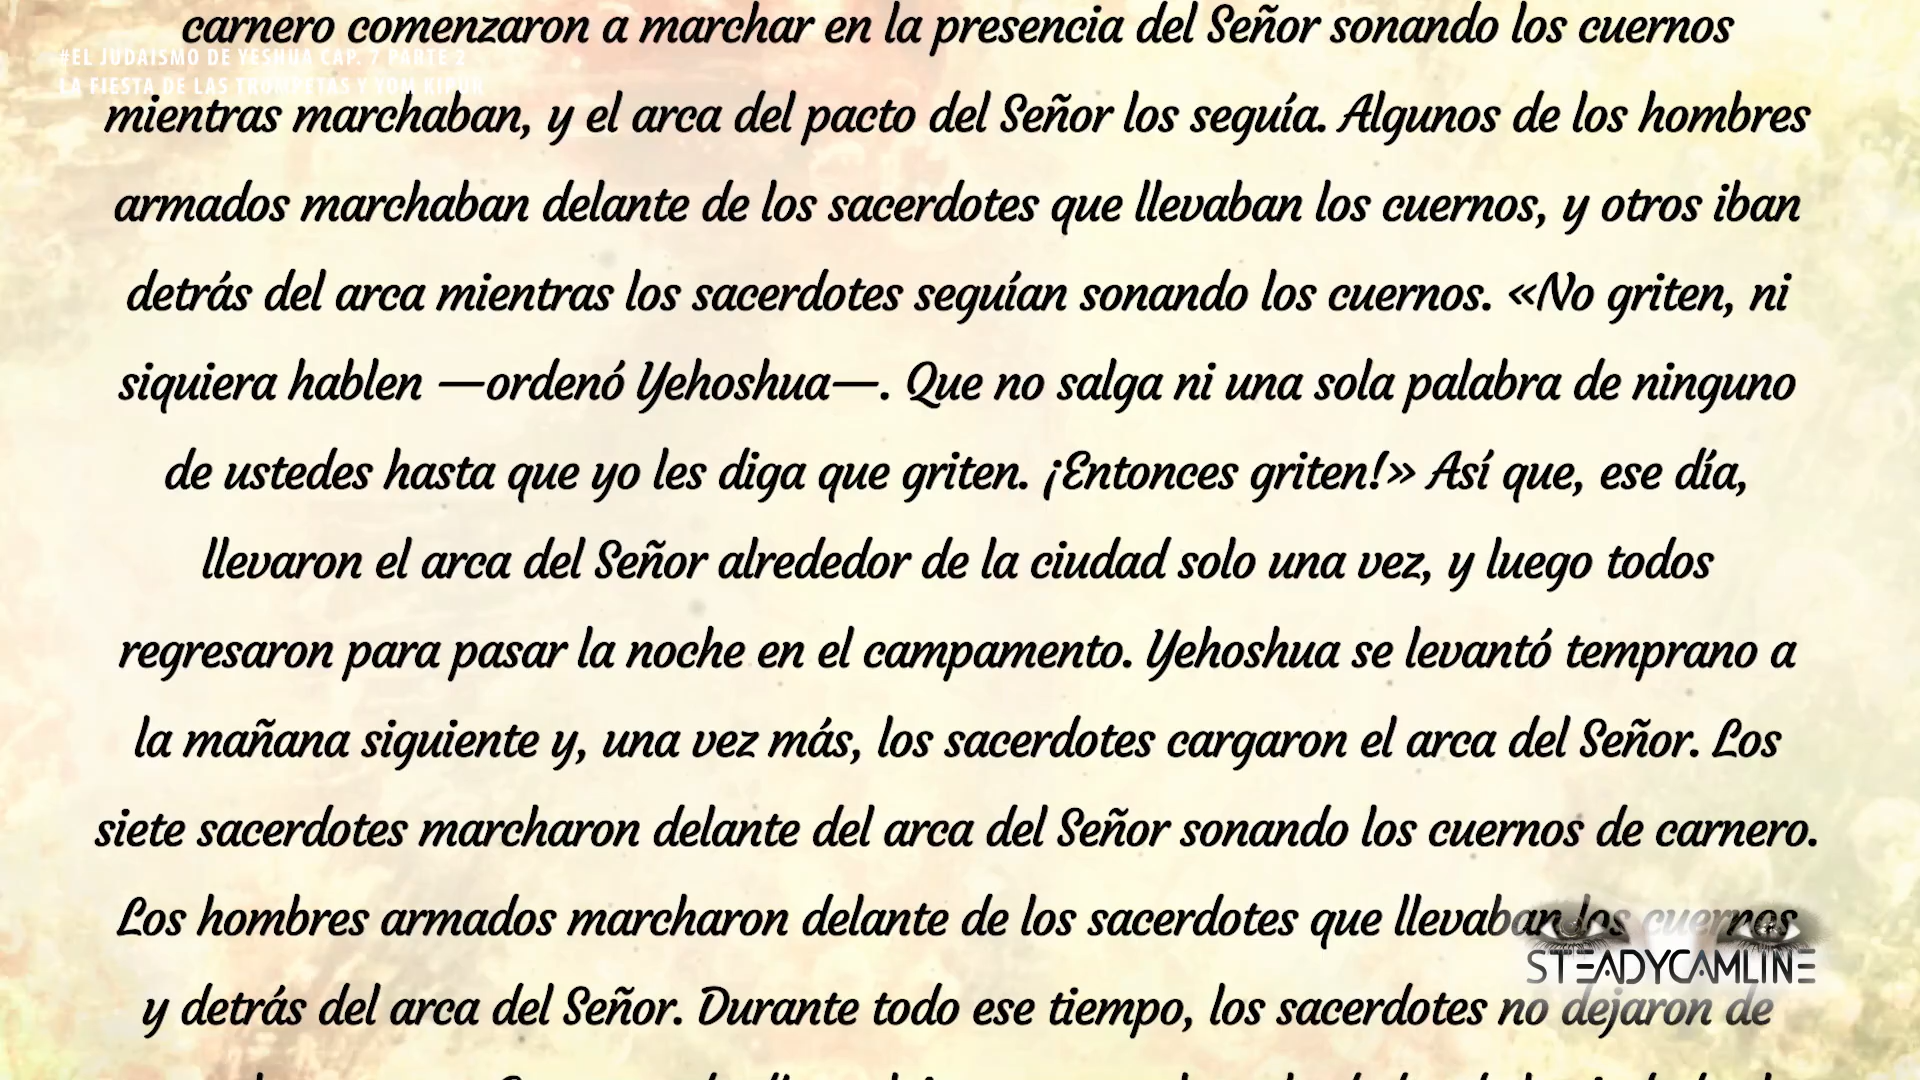 carnero comenzaron a marchar en la presencia del Señor sonando los cuernos
#EL JUDAISMO DE YESHUA CAP. 7 PARTE 2
LA FIESTA DE LAS TROMPETAS Y YOM KIPUR
mientras marchaban, y el arca del pacto del Señor los seguía. Algunos de los hombres
armados marchaban delante de los sacerdotes que llevaban los cuernos, y otros iban
detrás del arca mientras los sacerdotes seguían sonando los cuernos. «No griten, ni
siquiera hablen —ordenó Yehoshua—. Que no salga ni una sola palabra de ninguno
de ustedes hasta que yo les diga que griten. ¡Entonces griten!» Así que, ese día,
llevaron el arca del Señor alrededor de la ciudad solo una vez, y luego todos
regresaron para pasar la noche en el campamento. Yehoshua se levantó temprano a
la mañana siguiente y, una vez más, los sacerdotes cargaron el arca del Señor. Los
siete sacerdotes marcharon delante del arca del Señor sonando los cuernos de carnero.
Los hombres armados marcharon delante de los sacerdotes que llevaban los cuernos
STEADYCAMLINE
y detrás del arca del Señor. Durante todo ese tiempo, los sacerdotes no dejaron de